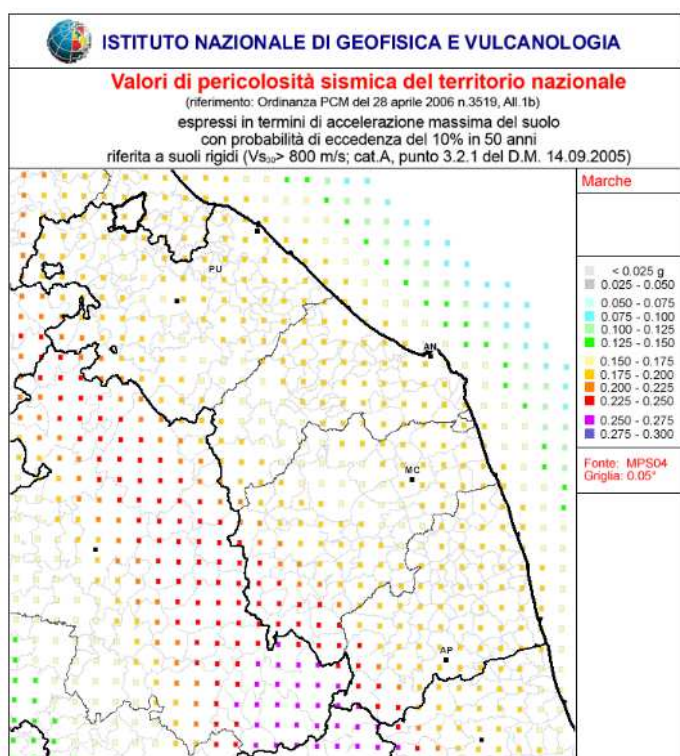 ISTITUTO NAZIONALE DI GEOFISICA E VULCANOLOGIA
Valori di pericolosità sismica del territorio nazionale
(riferimento: Ordinanza PCM del 28 aprile 2006 n.3519, All.1b)
espressi in termini di accelerazione massima del suolo
con probabilità di eccedenza del 10% in 50 anni
riferita a suoli rigidi (Vs₃₀> 800 m/s; cat.A, punto 3.2.1 del D.M. 14.09.2005)
Marche
PU
AN
MC
AP
< 0.025 g
0.025 - 0.050
0.050 - 0.075
0.075 - 0.100
0.100 - 0.125
0.125 - 0.150
0.150 - 0.175
0.175 - 0.200
0.200 - 0.225
0.225 - 0.250
0.250 - 0.275
0.275 - 0.300
Fonte: MPS04
Griglia: 0.05°